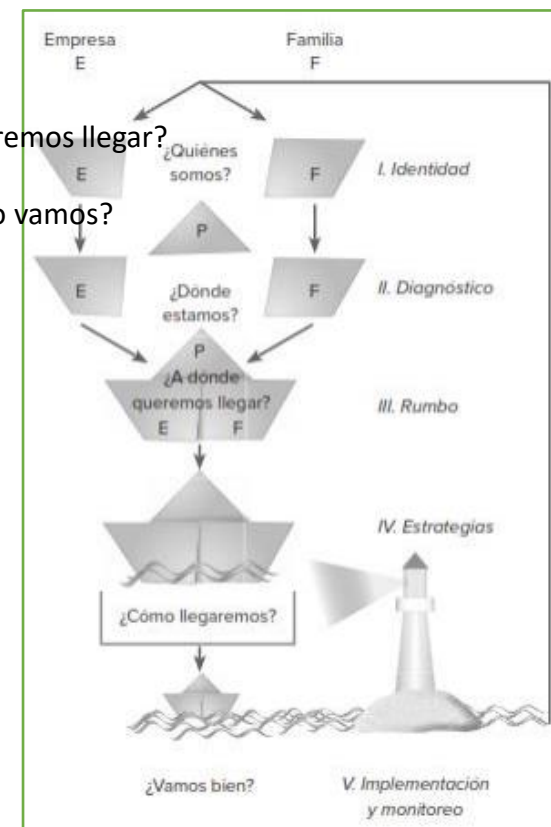 Empresa
E
Familia
F
remos llegar?
¿Quiénes
somos?
E
F
I. Identidad
o vamos?
P
E
¿Dónde
estamos?
F
II. Diagnóstico
P
¿A dónde
queremos llegar?
E
F
III. Rumbo
IV. Estrategias
¿Cómo llegaremos?
¿Vamos bien?
V. Implementación
y monitoreo